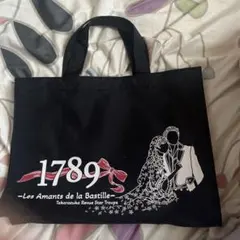 1789
—Les Amants de la Bastille—
Takarazuka Revue Star Troupe